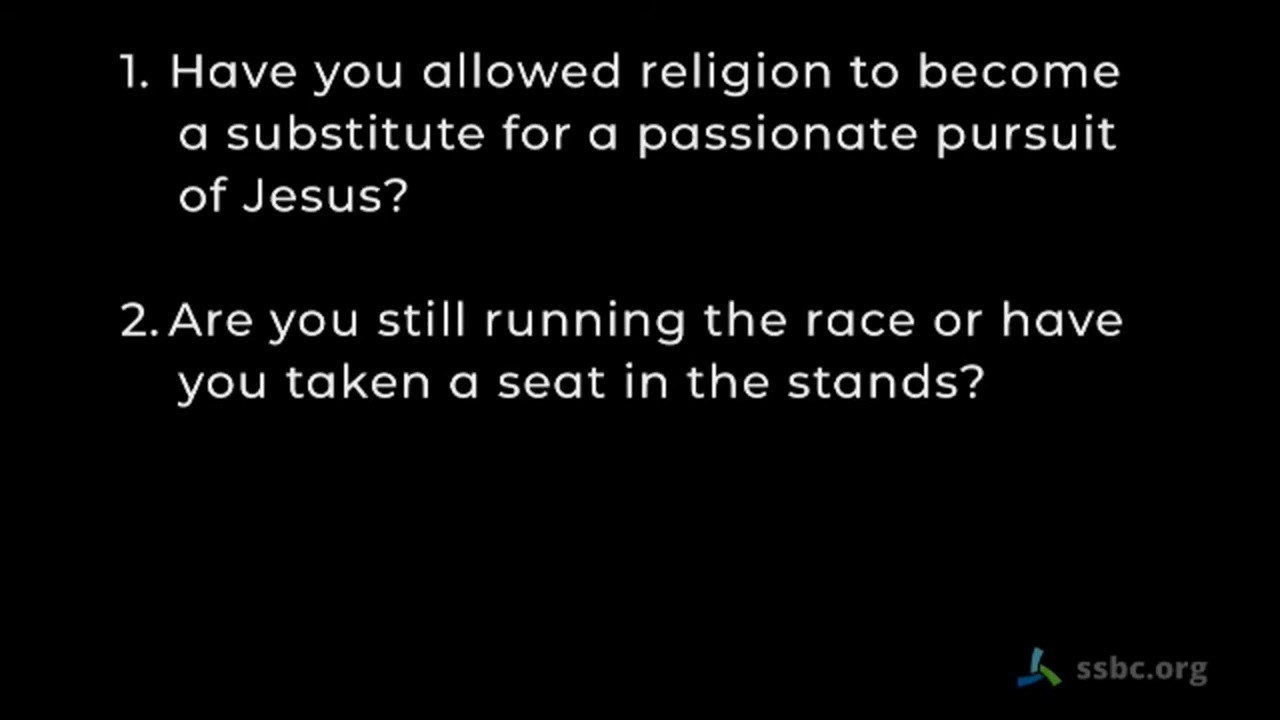 1. Have you allowed religion to become
a substitute for a passionate pursuit
of Jesus?
2. Are you still running the race or have
you taken a seat in the stands?
ssbc.org